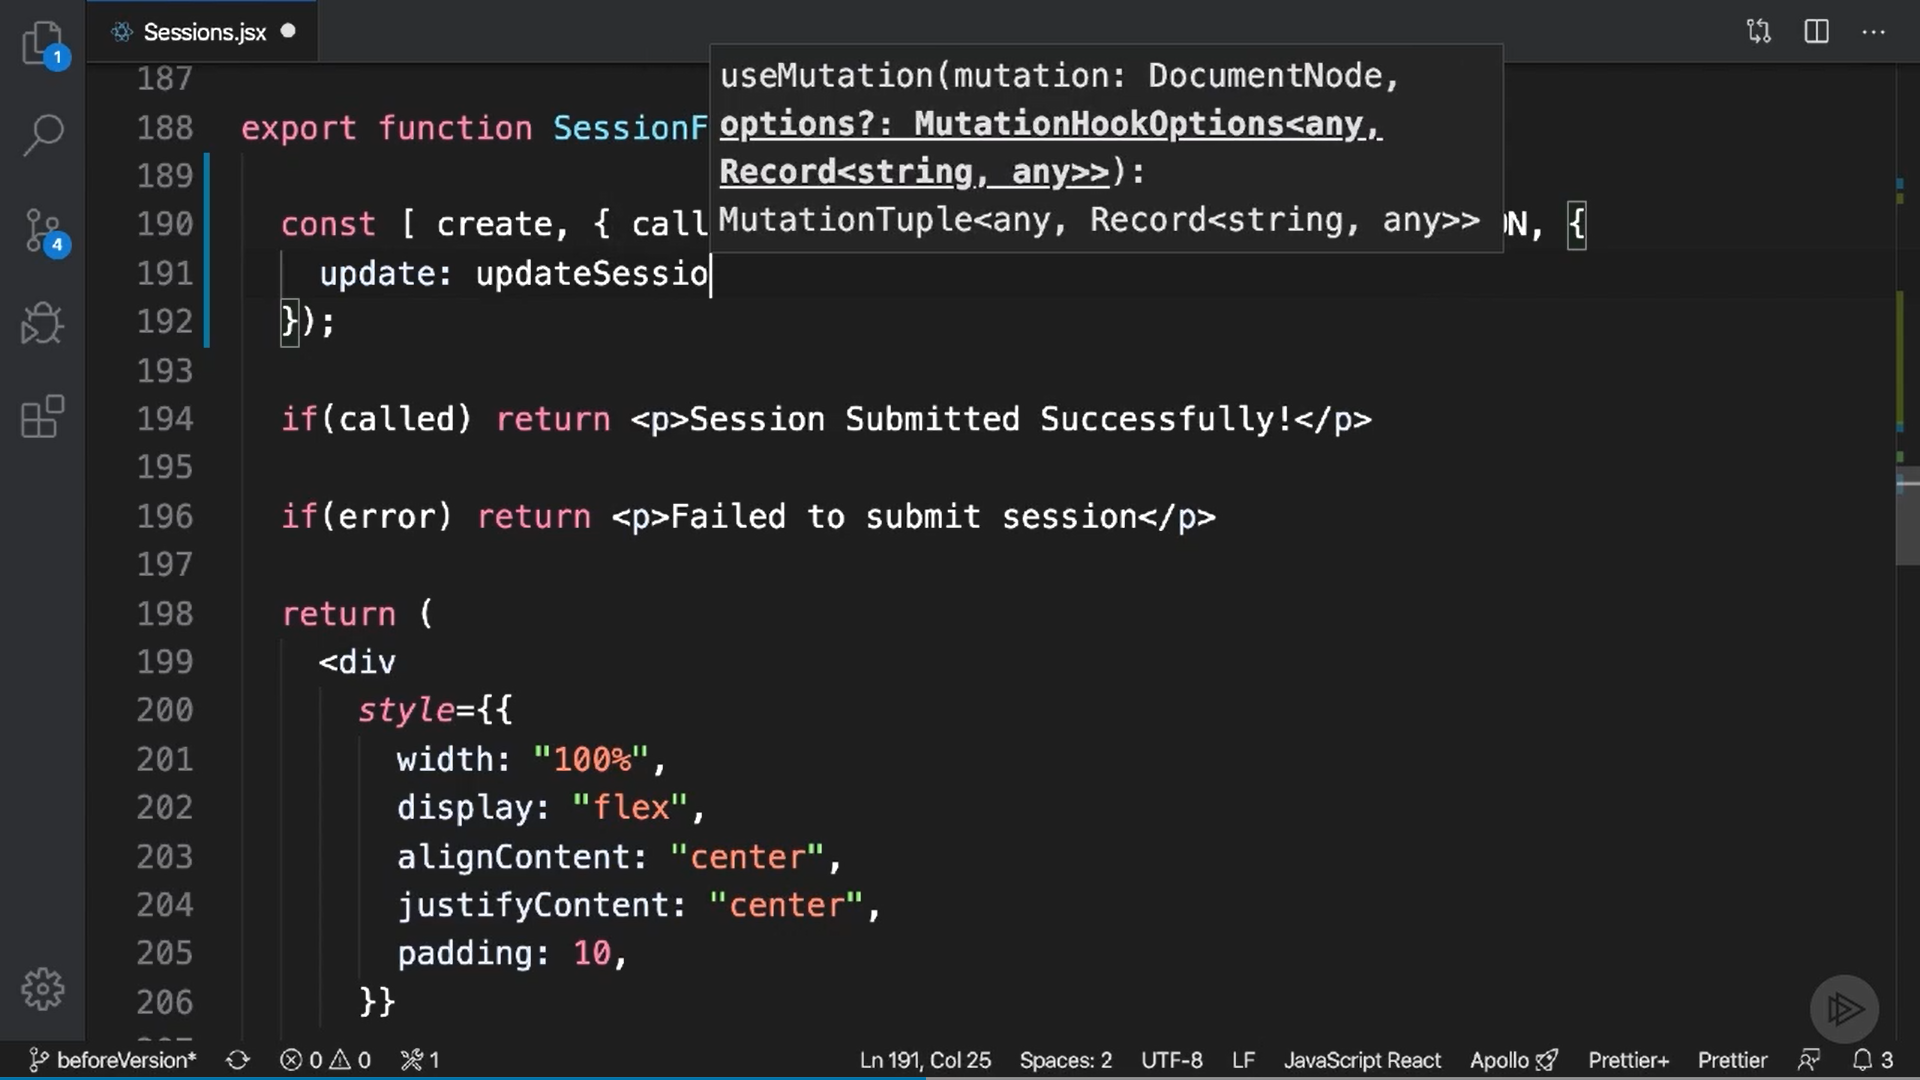 1
4
Sessions.jsx
useMutation(mutation: DocumentNode,
options?: MutationHookOptions<any,
Record<string, any>>):
MutationTuple<any, Record<string, any>>
187
188 export function SessionF
189
190 const [ create, { call N, {
191 update: updateSessio
192 });
193
194 if(called) return <p>Session Submitted Successfully!</p>
195
196 if(error) return <p>Failed to submit session</p>
197
198 return (
199 <div
200 style={{
201 width: "100%",
202 display: "flex",
203 alignContent: "center",
204 justifyContent: "center",
205 padding: 10,
206 }}
beforeVersion* 0 0 1 Ln 191, Col 25 Spaces: 2 UTF-8 LF JavaScript React Apollo Prettier+ Prettier 3